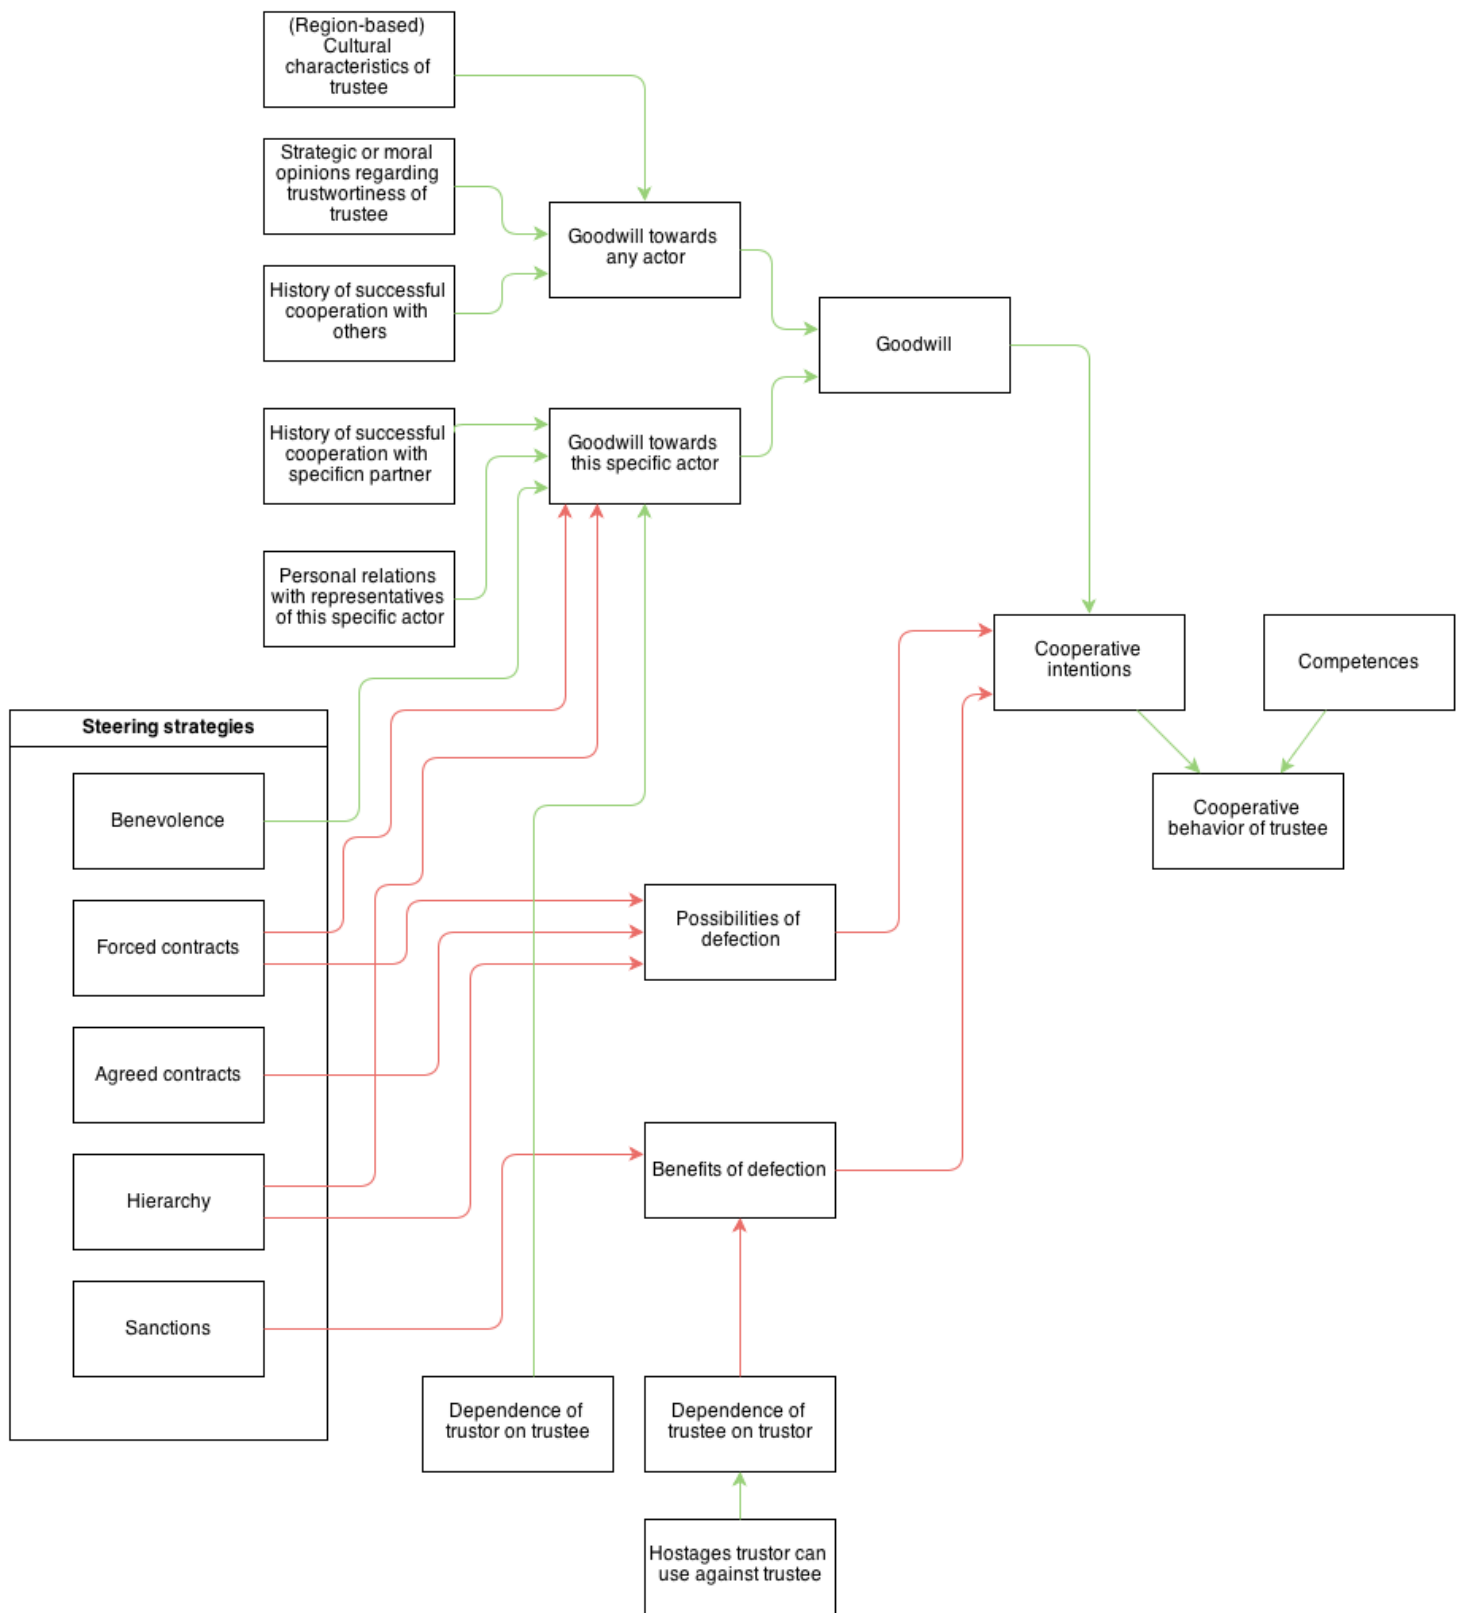 (Region-based)
Cultural
characteristics of
trustee
Strategic or moral
opinions regarding
trustwortiness of
trustee
Goodwill towards
any actor
History of successful
cooperation with
others
Goodwill
History of successful
cooperation with
specificn partner
Goodwill towards
this specific actor
Personal relations
with representatives
of this specific actor
Cooperative
intentions
Competences
Steering strategies
Benevolence
Cooperative
behavior of trustee
Forced contracts
Possibilities of
defection
Agreed contracts
Hierarchy
Benefits of defection
Sanctions
Dependence of
trustor on trustee
Dependence of
trustee on trustor
Hostages trustor can
use against trustee